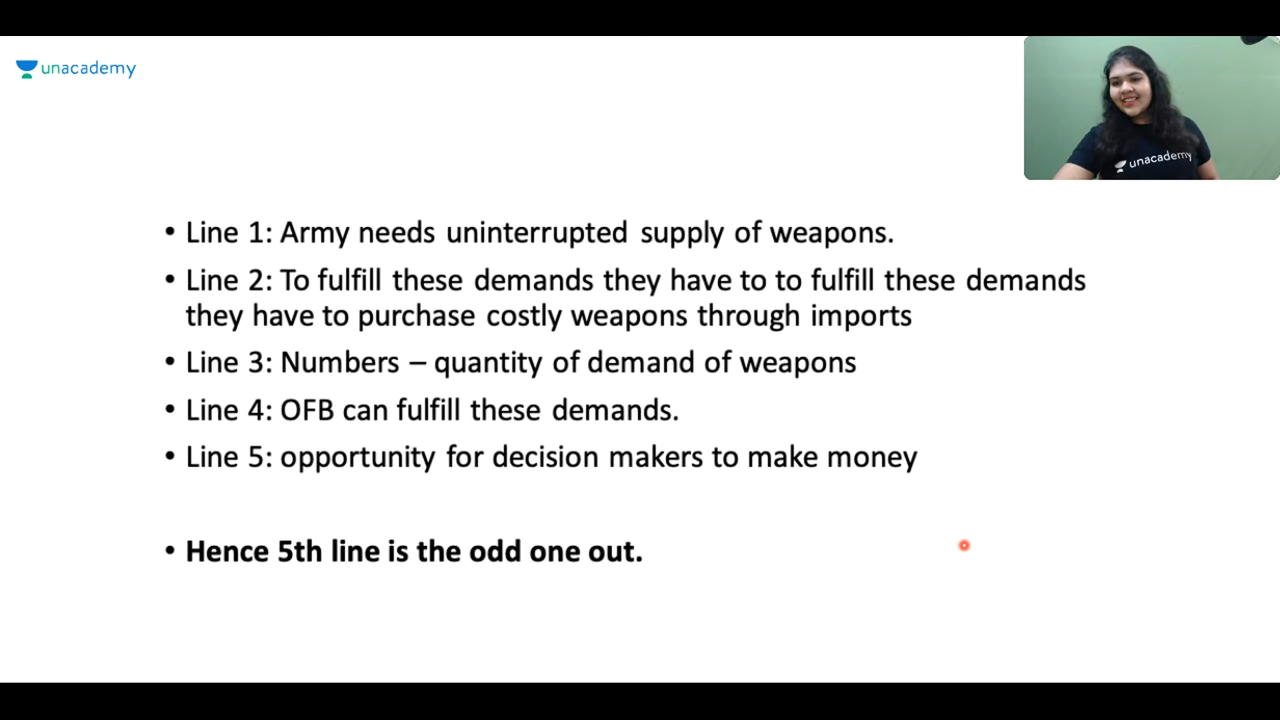 unacademy
unacademy
• Line 1: Army needs uninterrupted supply of weapons.
• Line 2: To fulfill these demands they have to to fulfill these demands
they have to purchase costly weapons through imports
• Line 3: Numbers – quantity of demand of weapons
• Line 4: OFB can fulfill these demands.
• Line 5: opportunity for decision makers to make money
• Hence 5th line is the odd one out.